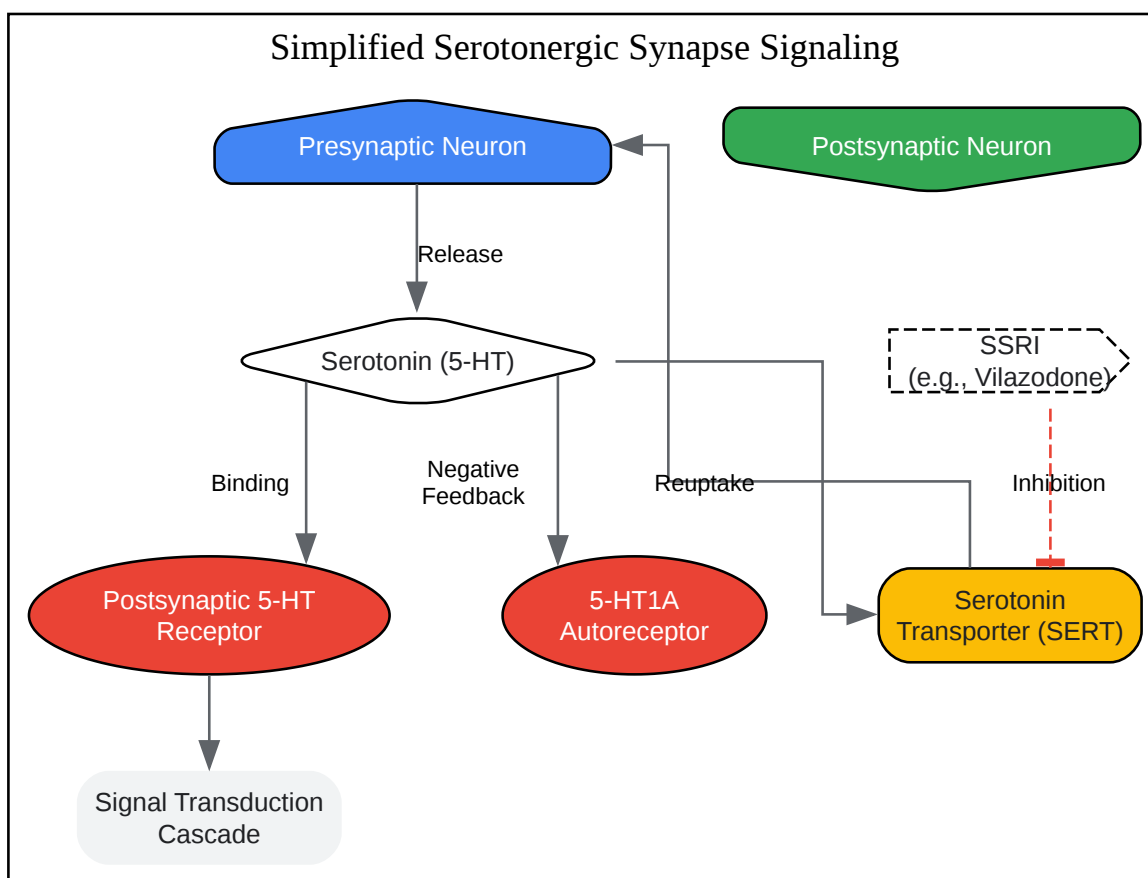 Simplified Serotonergic Synapse Signaling
Presynaptic Neuron
Postsynaptic Neuron
Release
Serotonin (5-HT)
SSRI
(e.g., Vilazodone)
Binding
Negative
Feedback
Reuptake
Inhibition
Postsynaptic 5-HT
Receptor
5-HT1A
Autoreceptor
Serotonin
Transporter (SERT)
Signal Transduction
Cascade